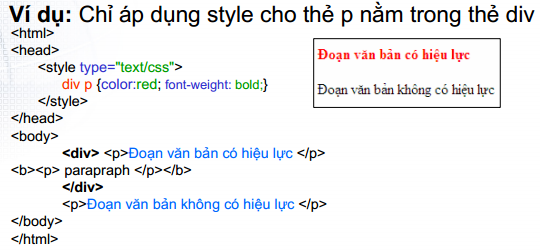 Ví dụ: Chỉ áp dụng style cho thẻ p nằm trong thẻ div
<html>
<head>
<style type="text/css">
div p {color:red; font-weight: bold;}
</style>
</head>
<body>
<div> <p>Đoạn văn bản có hiệu lực </p>
<b><p> parapraph </p></b>
</div>
<p>Đoạn văn bản không có hiệu lực </p>
</body>
</html>
Đoạn văn bản có hiệu lực
Đoạn văn bản không có hiệu lực